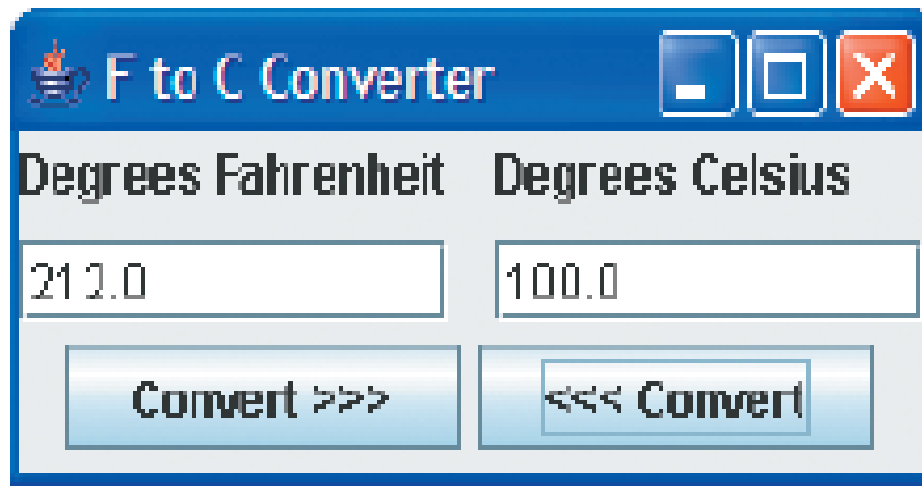 F to C Converter
Degrees Fahrenheit Degrees Celsius
212.0 100.0
Convert >>> <<< Convert